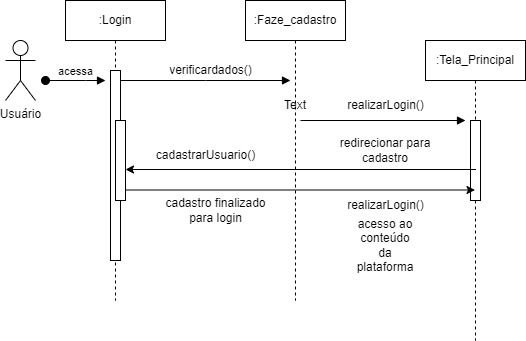 :Login
:Faze_cadastro
:Tela_Principal
acessa
verificardados()
Usuário
Text
realizarLogin()
redirecionar para
cadastro
cadastrarUsuario()
cadastro finalizado
para login
realizarLogin()
acesso ao
conteúdo
da
plataforma